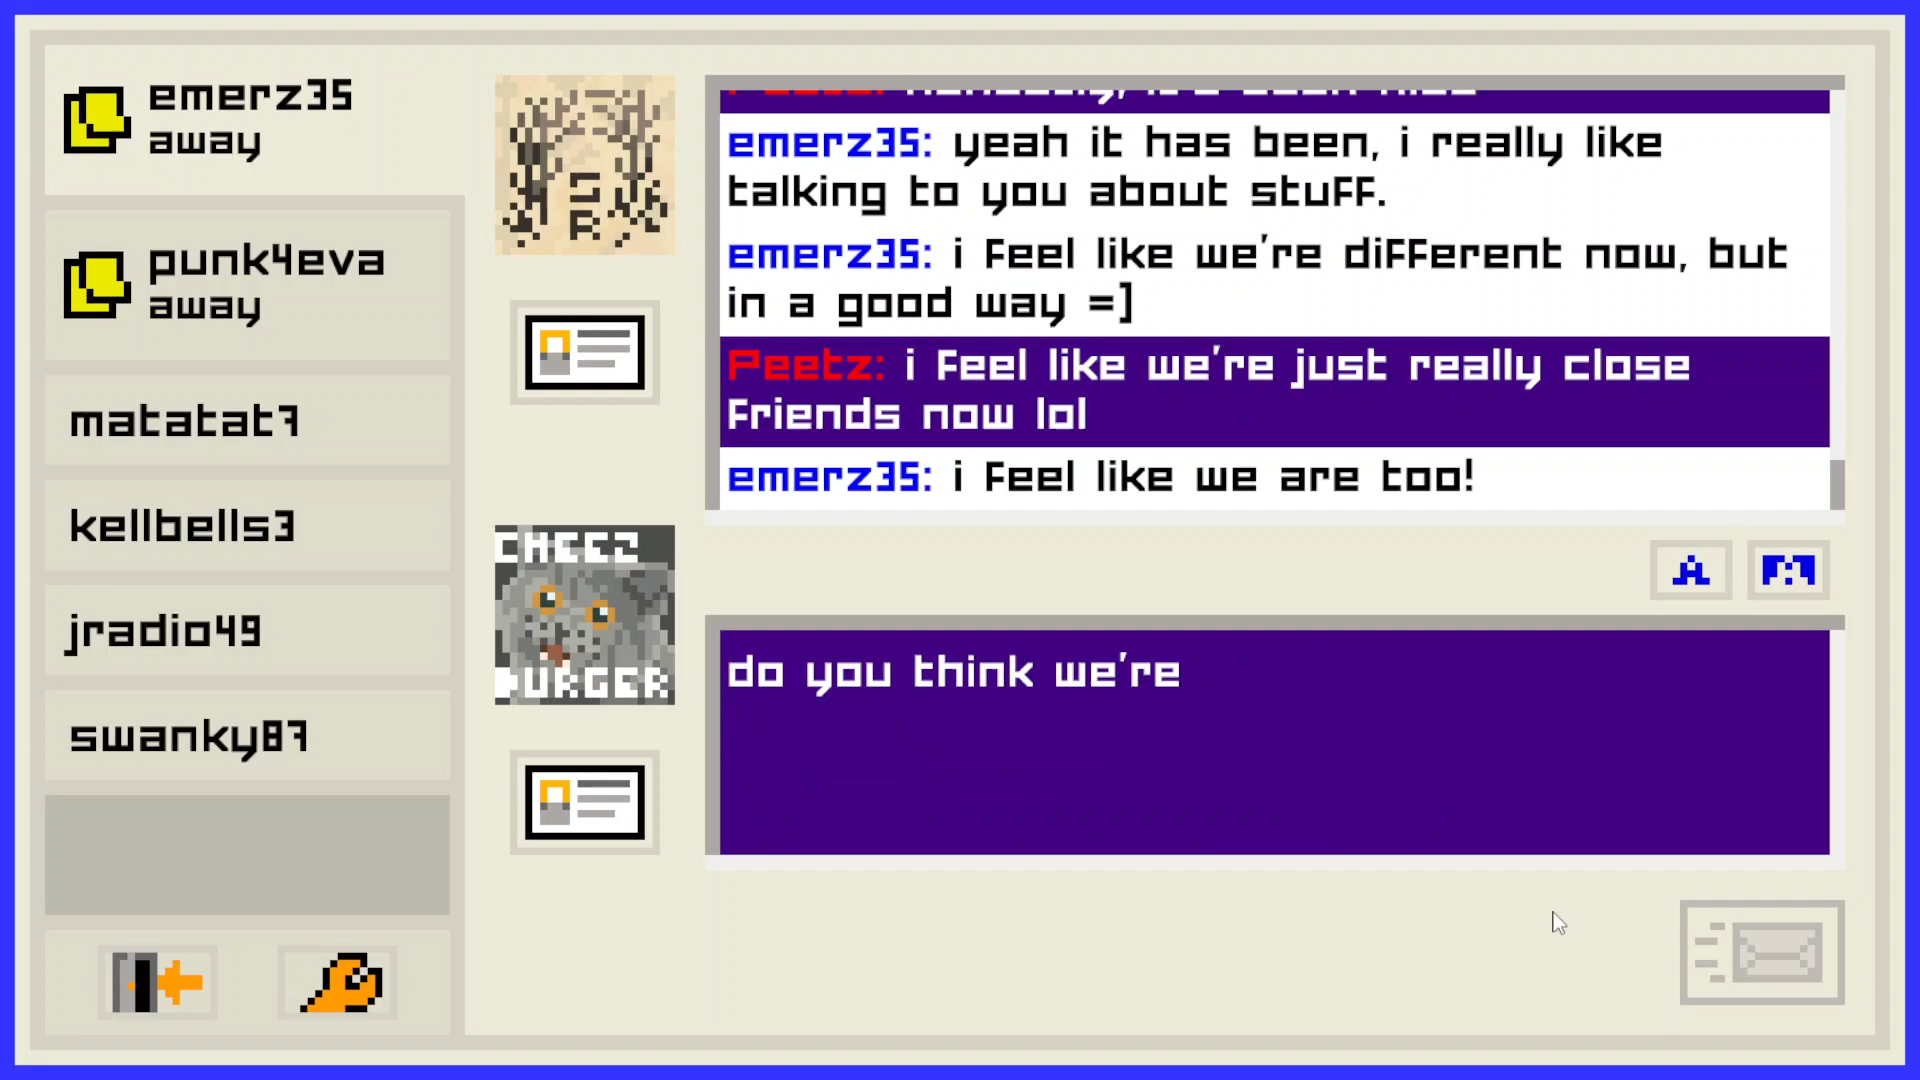 emerz35
away
punk4eva
away
matatat7
kellbells3
jradio49
swanky87
emerz35: yeah it has been, i really like
talking to you about stuff.
emerz35: i feel like we're different now, but
in a good way =]
Peetz: i feel like we're just really close
friends now lol
emerz35: i feel like we are too!
A
do you think we're
CHEEZ
BURGER